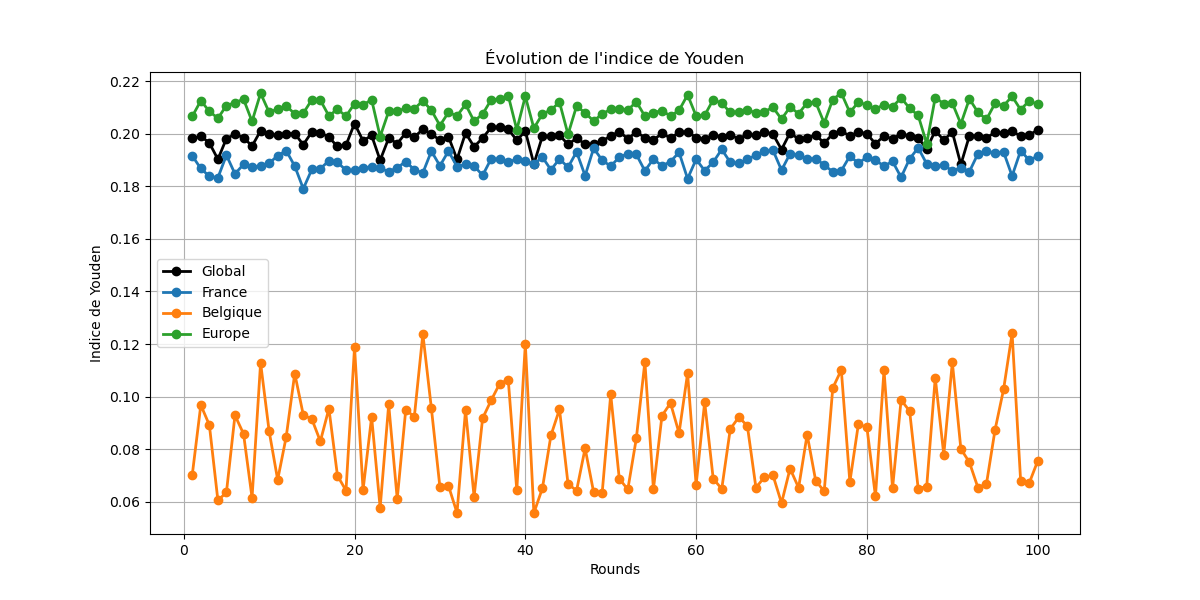 Évolution de l'indice de Youden
0.22
0.20
0.18
0.16
0.14
0.12
0.10
0.08
0.06
Indice de Youden
Global
France
Belgique
Europe
0
20
40
60
80
100
Rounds